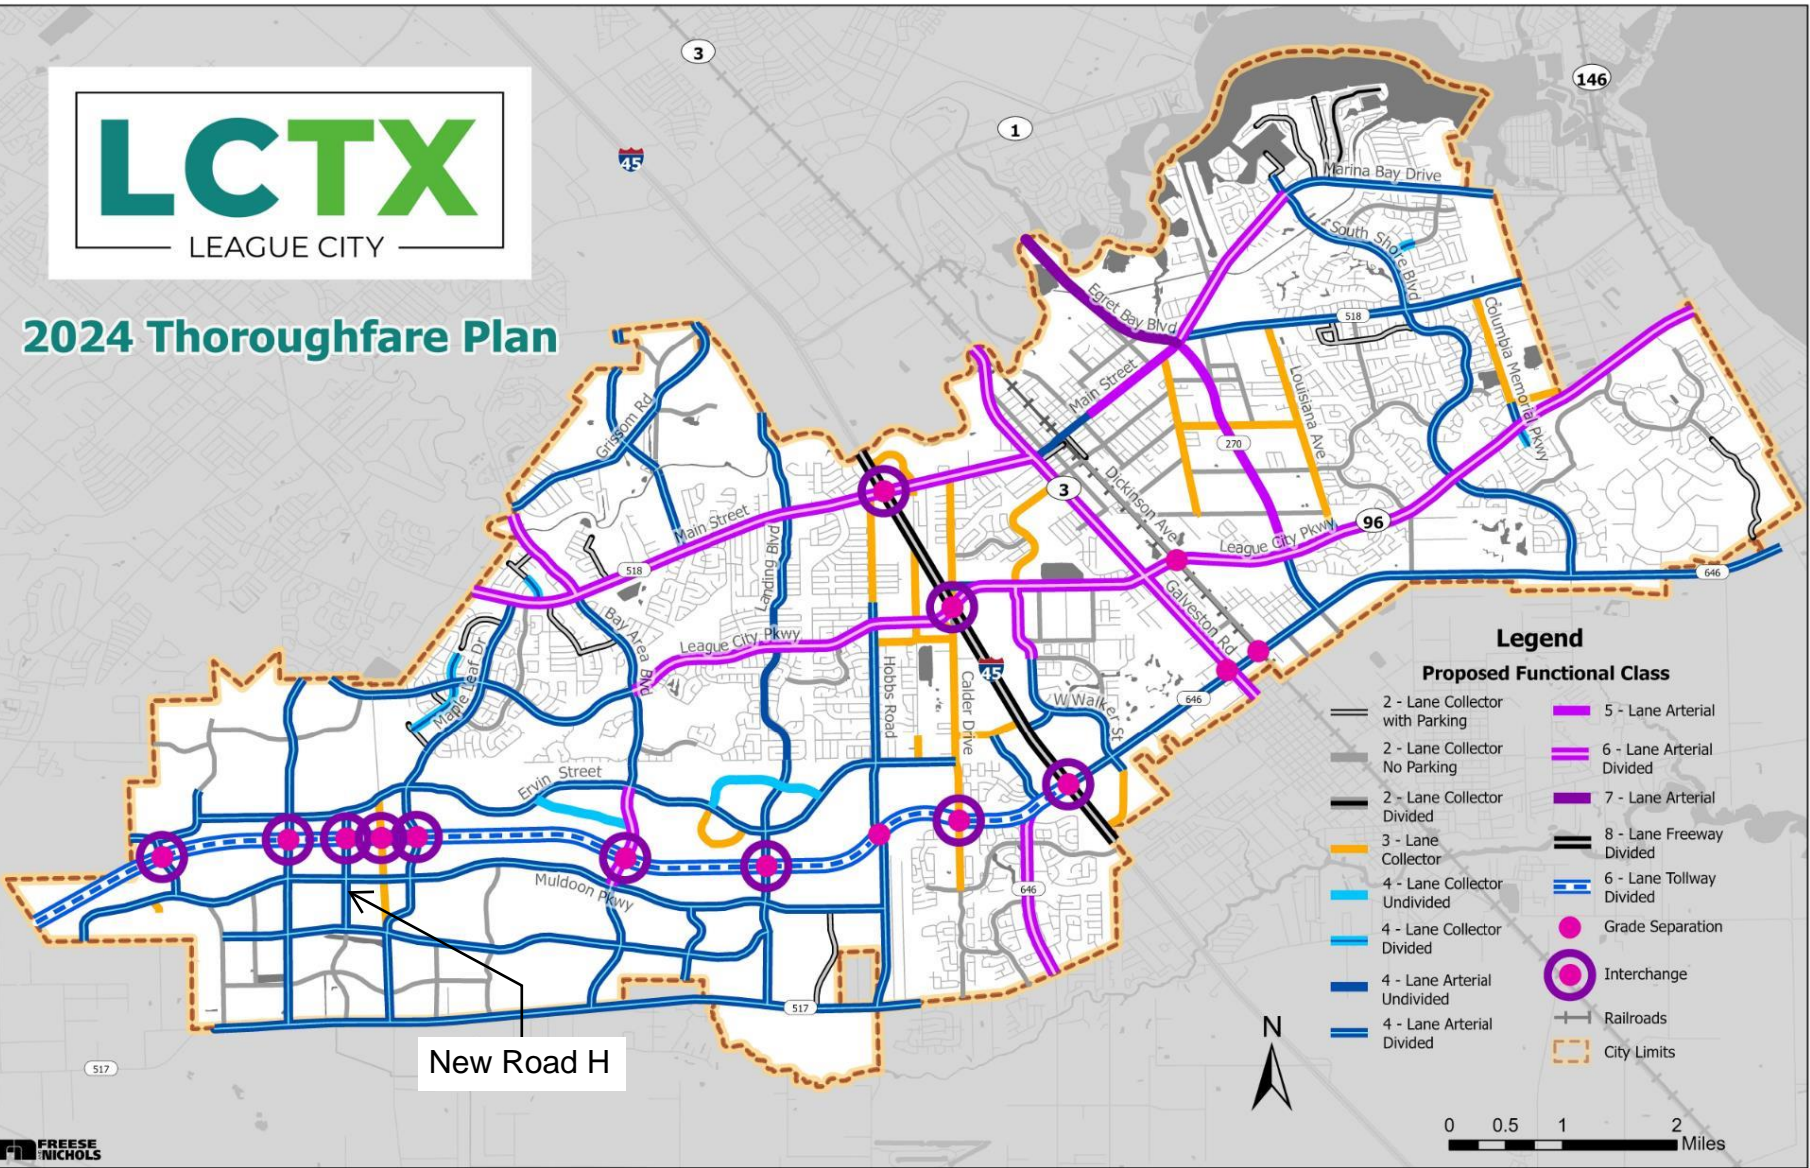 LCTX
LEAGUE CITY
2024 Thoroughfare Plan
3
45
1
146
Marina Bay Drive
South Shore Blvd
Egret Bay Blvd
518
Columbia Memorial Pkwy
Main Street
Louisiana Ave
Grissom Rd
270
Dickinson Ave
3
96
League City Pkwy
Main Street
518
Landing Blvd
646
Bay Area Blvd
Galveston Rd
League City Pkwy
Maple Leaf Dr
Hobbs Road
Calder Drive
45
W Walker St
646
Ervin Street
Muldoon Pkwy
646
517
517
New Road H
Legend
Proposed Functional Class
2 - Lane Collector
with Parking
2 - Lane Collector
No Parking
2 - Lane Collector
Divided
3 - Lane
Collector
4 - Lane Collector
Undivided
4 - Lane Collector
Divided
4 - Lane Arterial
Undivided
4 - Lane Arterial
Divided
5 - Lane Arterial
6 - Lane Arterial
Divided
7 - Lane Arterial
8 - Lane Freeway
Divided
6 - Lane Tollway
Divided
Grade Separation
Interchange
Railroads
City Limits
N
0 0.5 1 2
Miles
FREESE
NICHOLS